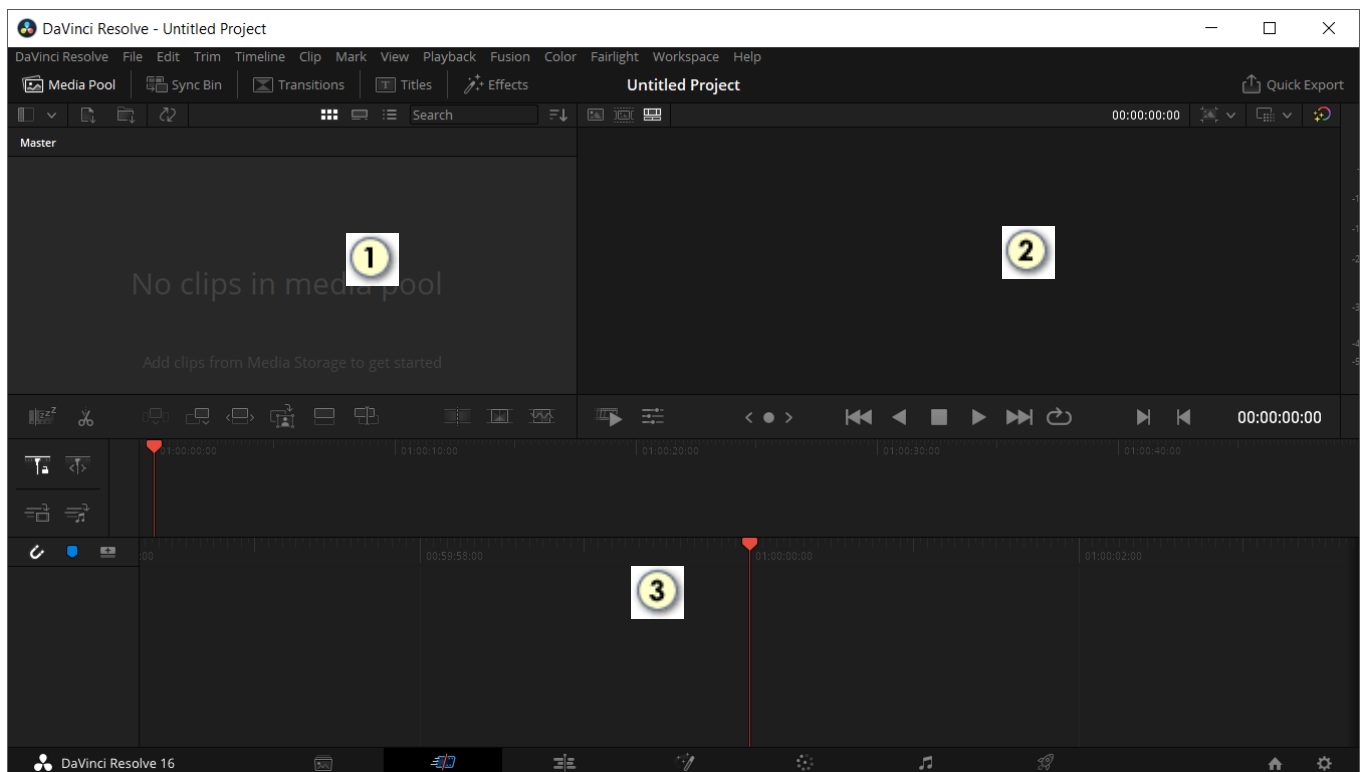 DaVinci Resolve - Untitled Project
DaVinci Resolve File Edit Trim Timeline Clip Mark View Playback Fusion Color Fairlight Workspace Help
Media Pool Sync Bin Transitions Titles Effects Untitled Project Quick Export
Search 00:00:00:00
Master
1
2
No clips in media pool
Add clips from Media Storage to get started
00:00:00:00
01:00:00:00 01:00:10:00 01:00:20:00 01:00:30:00 01:00:40:00
:00 00:59:58:00 01:00:00:00 01:00:02:00
3
DaVinci Resolve 16